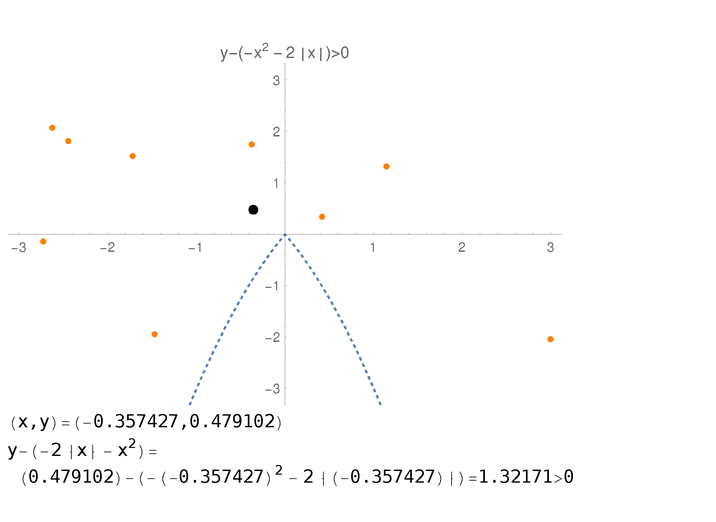 y−(−x² − 2 |x|)>0
3
2
1
−3 −2 −1 1 2 3
−1
−2
−3
(x,y)=(−0.357427,0.479102)
y−(−2 |x| − x²)=
(0.479102)−(−(−0.357427)² − 2 |(−0.357427)|)=1.32171>0